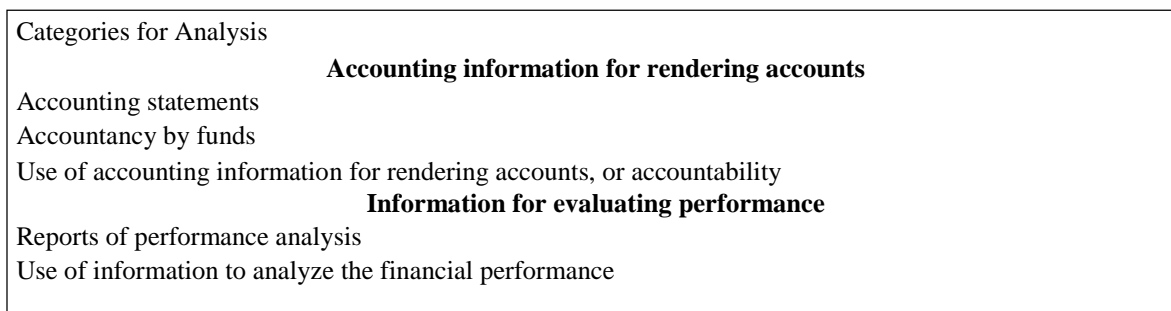 Categories for Analysis
Accounting information for rendering accounts
Accounting statements
Accountancy by funds
Use of accounting information for rendering accounts, or accountability
Information for evaluating performance
Reports of performance analysis
Use of information to analyze the financial performance